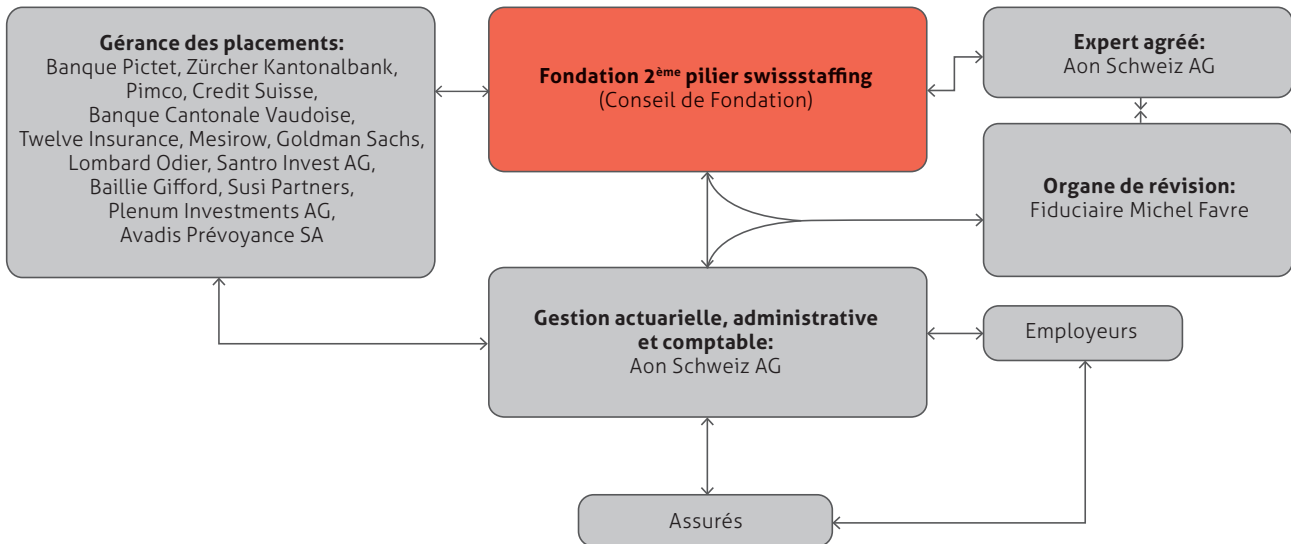 Gérance des placements:
Banque Pictet, Zürcher Kantonalbank,
Pimco, Credit Suisse,
Banque Cantonale Vaudoise,
Twelve Insurance, Mesirow, Goldman Sachs,
Lombard Odier, Santro Invest AG,
Baillie Gifford, Susi Partners,
Plenum Investments AG,
Avadis Prévoyance SA
Fondation 2ème pilier swissstaffing
(Conseil de Fondation)
Expert agréé:
Aon Schweiz AG
Organe de révision:
Fiduciaire Michel Favre
Gestion actuarielle, administrative
et comptable:
Aon Schweiz AG
Employeurs
Assurés